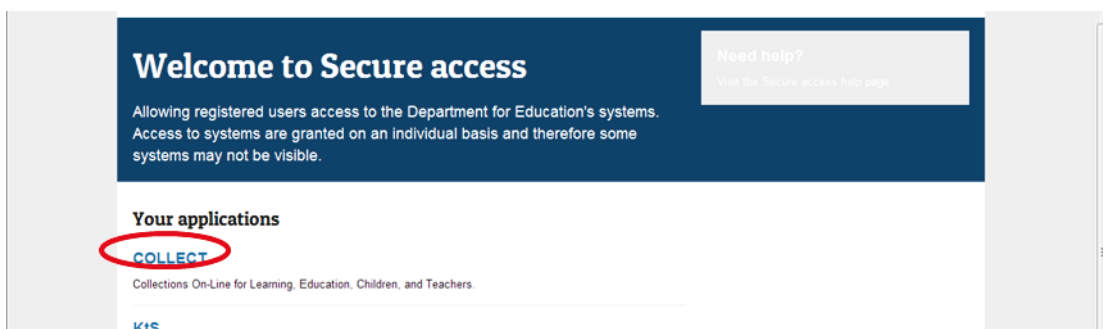 Welcome to Secure access
Allowing registered users access to the Department for Education's systems.
Access to systems are granted on an individual basis and therefore some
systems may not be visible.
Need help?
Visit the Secure access help page
Your applications
COLLECT
Collections On-Line for Learning, Education, Children, and Teachers.
KtS